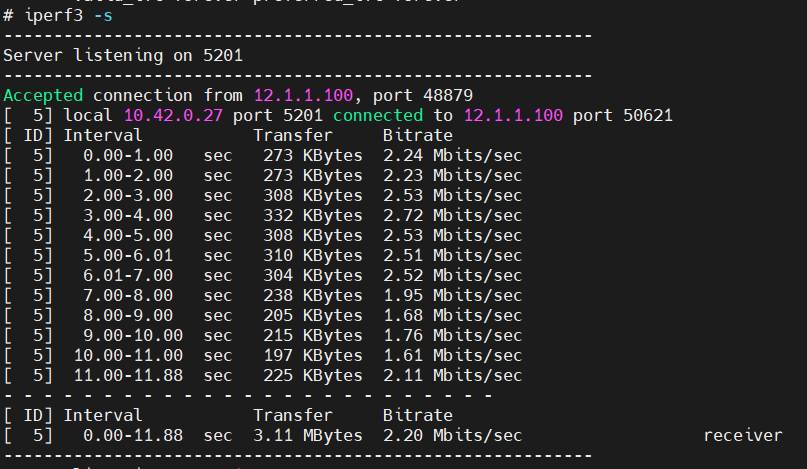 # iperf3 -s
-----------------------------------------------------------
Server listening on 5201
-----------------------------------------------------------
Accepted connection from 12.1.1.100, port 48879
[  5] local 10.42.0.27 port 5201 connected to 12.1.1.100 port 50621
[ ID] Interval           Transfer     Bitrate
[  5]   0.00-1.00   sec   273 KBytes  2.24 Mbits/sec
[  5]   1.00-2.00   sec   273 KBytes  2.23 Mbits/sec
[  5]   2.00-3.00   sec   308 KBytes  2.53 Mbits/sec
[  5]   3.00-4.00   sec   332 KBytes  2.72 Mbits/sec
[  5]   4.00-5.00   sec   308 KBytes  2.53 Mbits/sec
[  5]   5.00-6.01   sec   310 KBytes  2.51 Mbits/sec
[  5]   6.01-7.00   sec   304 KBytes  2.52 Mbits/sec
[  5]   7.00-8.00   sec   238 KBytes  1.95 Mbits/sec
[  5]   8.00-9.00   sec   205 KBytes  1.68 Mbits/sec
[  5]   9.00-10.00  sec   215 KBytes  1.76 Mbits/sec
[  5]  10.00-11.00  sec   197 KBytes  1.61 Mbits/sec
[  5]  11.00-11.88  sec   225 KBytes  2.11 Mbits/sec
- - - - - - - - - - - - - - - - - - - - - - - - -
[ ID] Interval           Transfer     Bitrate
[  5]   0.00-11.88  sec  3.11 MBytes  2.20 Mbits/sec                  receiver
-----------------------------------------------------------